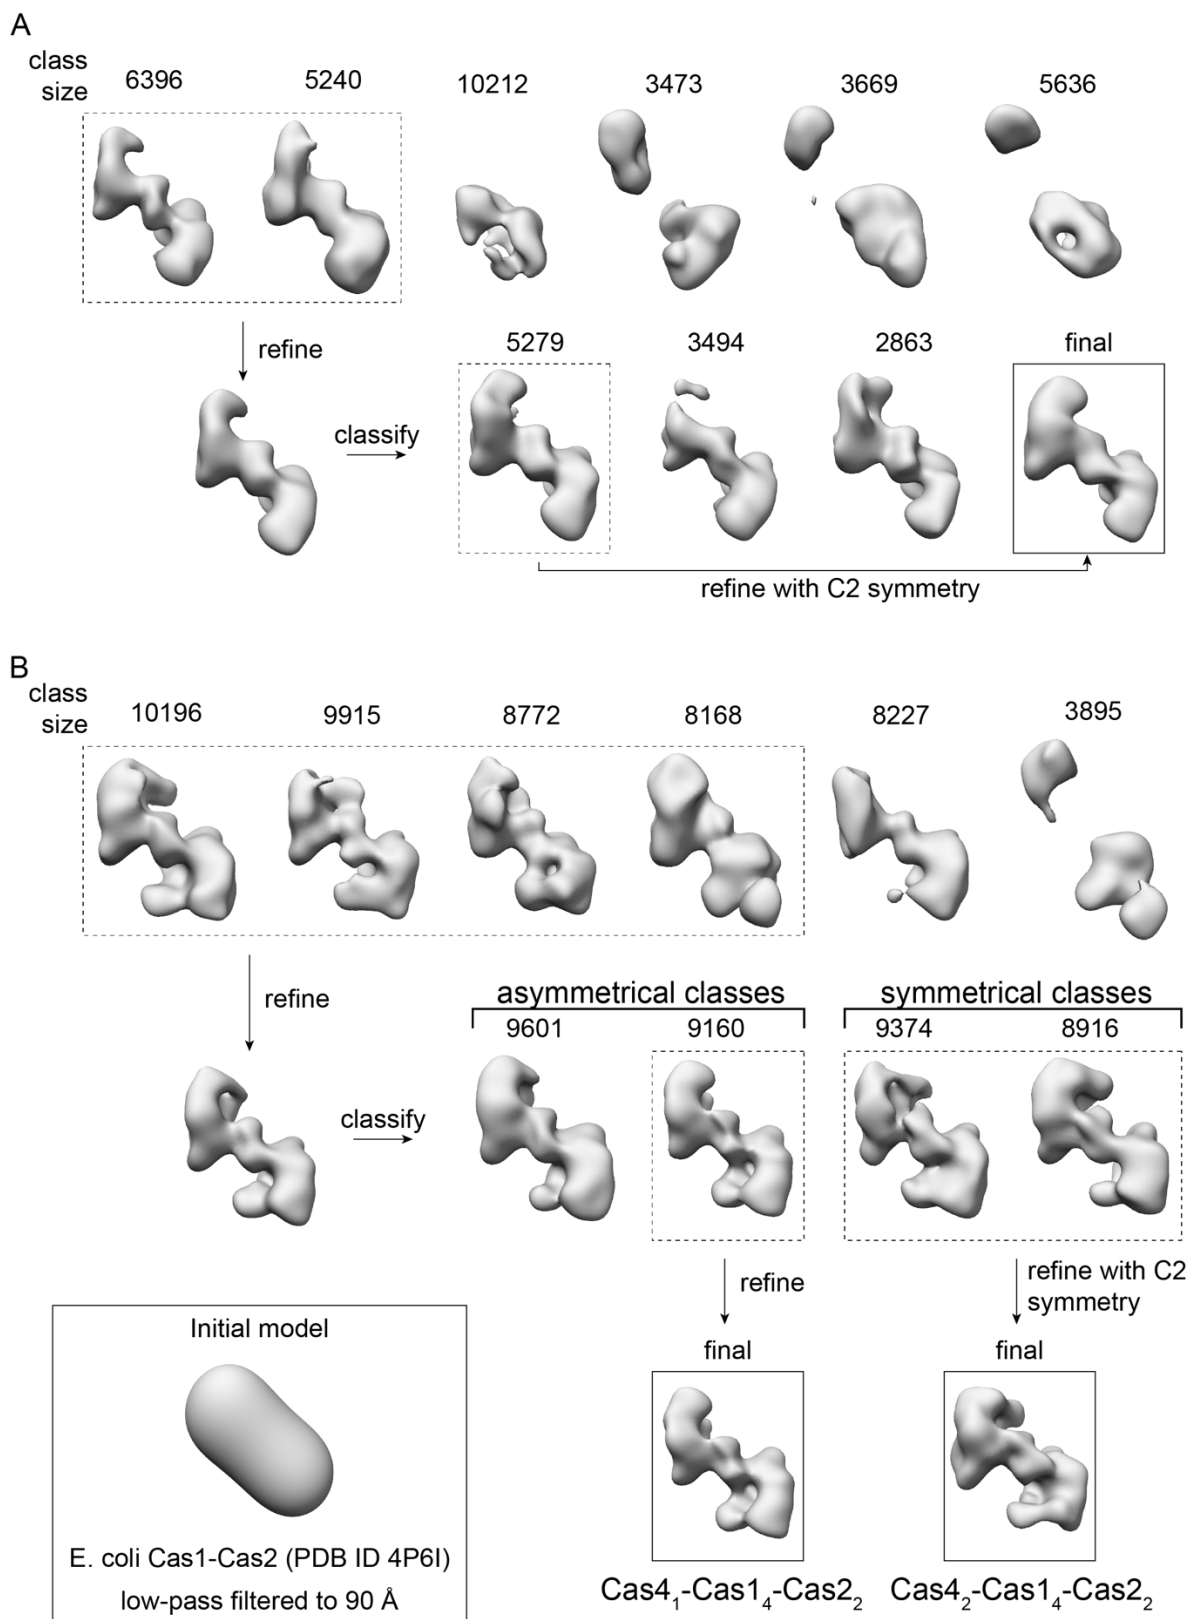 A
class size
6396 5240 10212 3473 3669 5636
refine
classify
5279 3494 2863 final
refine with C2 symmetry
B
class size
10196 9915 8772 8168 8227 3895
refine
asymmetrical classes symmetrical classes
9601 9160 9374 8916
classify
refine
refine with C2
symmetry
final final
Cas4₁-Cas1₄-Cas2₂ Cas4₂-Cas1₄-Cas2₂
Initial model
E. coli Cas1-Cas2 (PDB ID 4P6I)
low-pass filtered to 90 Å